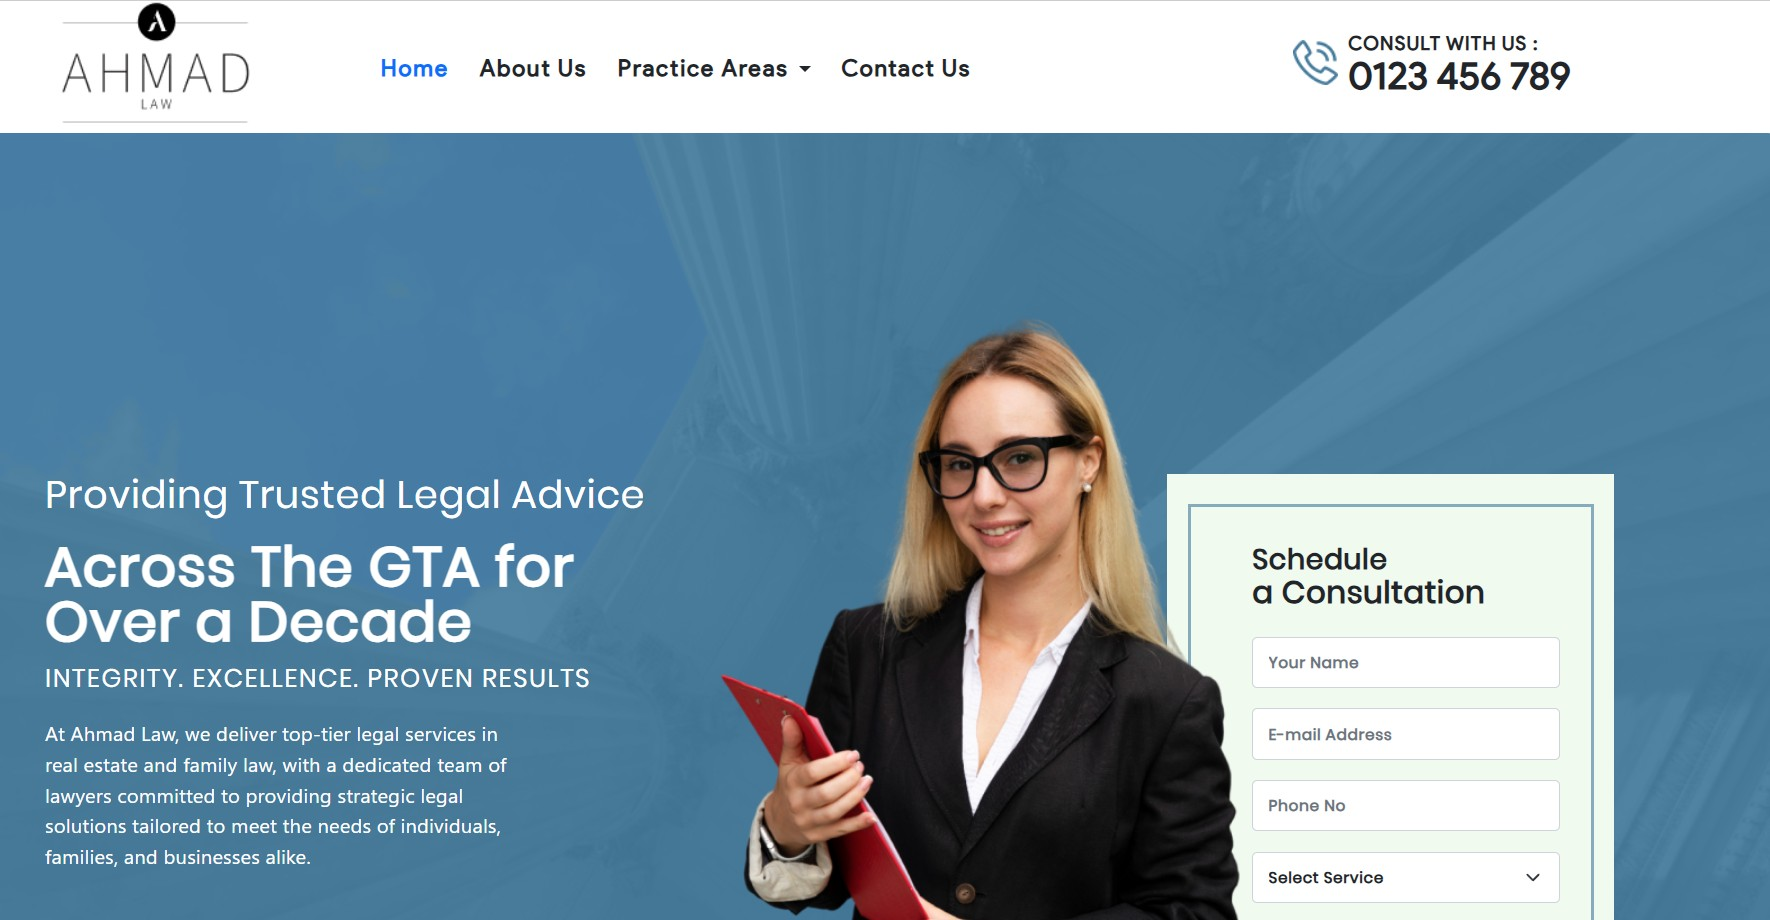 AHMAD
LAW
Home
About Us
Practice Areas
Contact Us
CONSULT WITH US :
0123 456 789
Providing Trusted Legal Advice
Across The GTA for
Over a Decade
INTEGRITY. EXCELLENCE. PROVEN RESULTS
At Ahmad Law, we deliver top-tier legal services in
real estate and family law, with a dedicated team of
lawyers committed to providing strategic legal
solutions tailored to meet the needs of individuals,
families, and businesses alike.
Schedule
a Consultation
Your Name
E-mail Address
Phone No
Select Service